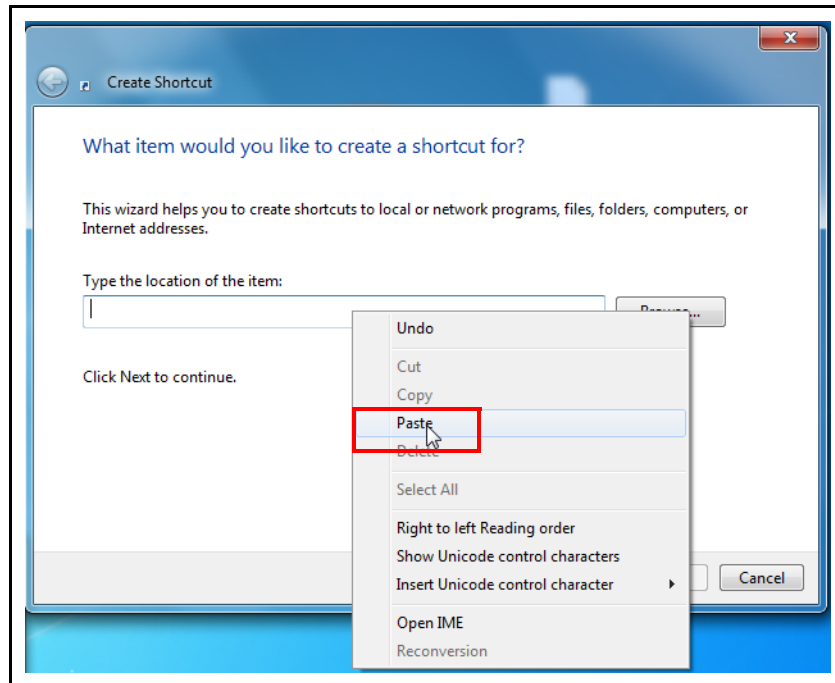 Create Shortcut
What item would you like to create a shortcut for?
This wizard helps you to create shortcuts to local or network programs, files, folders, computers, or
Internet addresses.
Type the location of the item:
Browse...
Click Next to continue.
Undo
Cut
Copy
Paste
Delete
Select All
Right to left Reading order
Show Unicode control characters
Insert Unicode control character
Open IME
Reconversion
Cancel